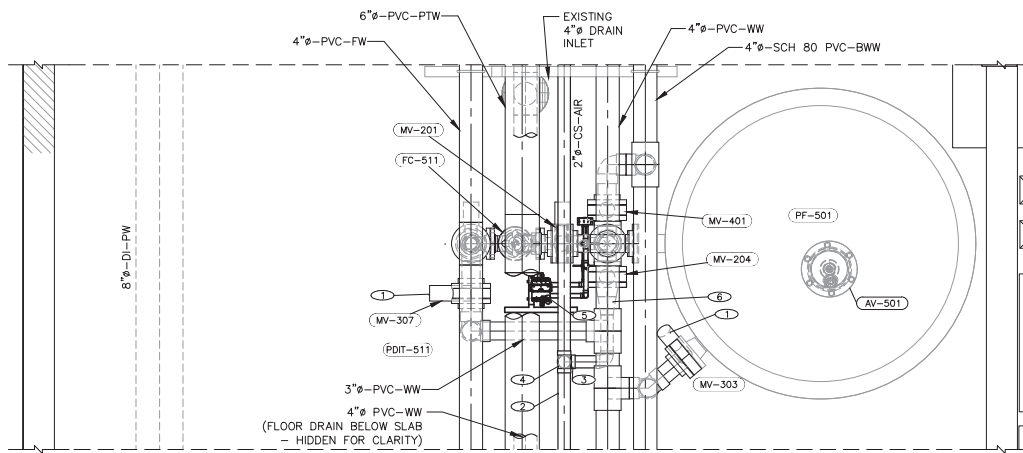 6"ø-PVC-PTW
EXISTING
4"ø DRAIN
INLET
4"ø-PVC-WW
4"ø-PVC-FW
4"ø-SCH 80 PVC-BWW
MV-201
2"ø-CS-AIR
FC-511
MV-401
PF-501
8"ø-DI-PW
MV-204
1
6
AV-501
MV-307
5
1
PDIT-511
4
3
MV-303
3"ø-PVC-WW
2
4"ø PVC-WW
(FLOOR DRAIN BELOW SLAB
– HIDDEN FOR CLARITY)